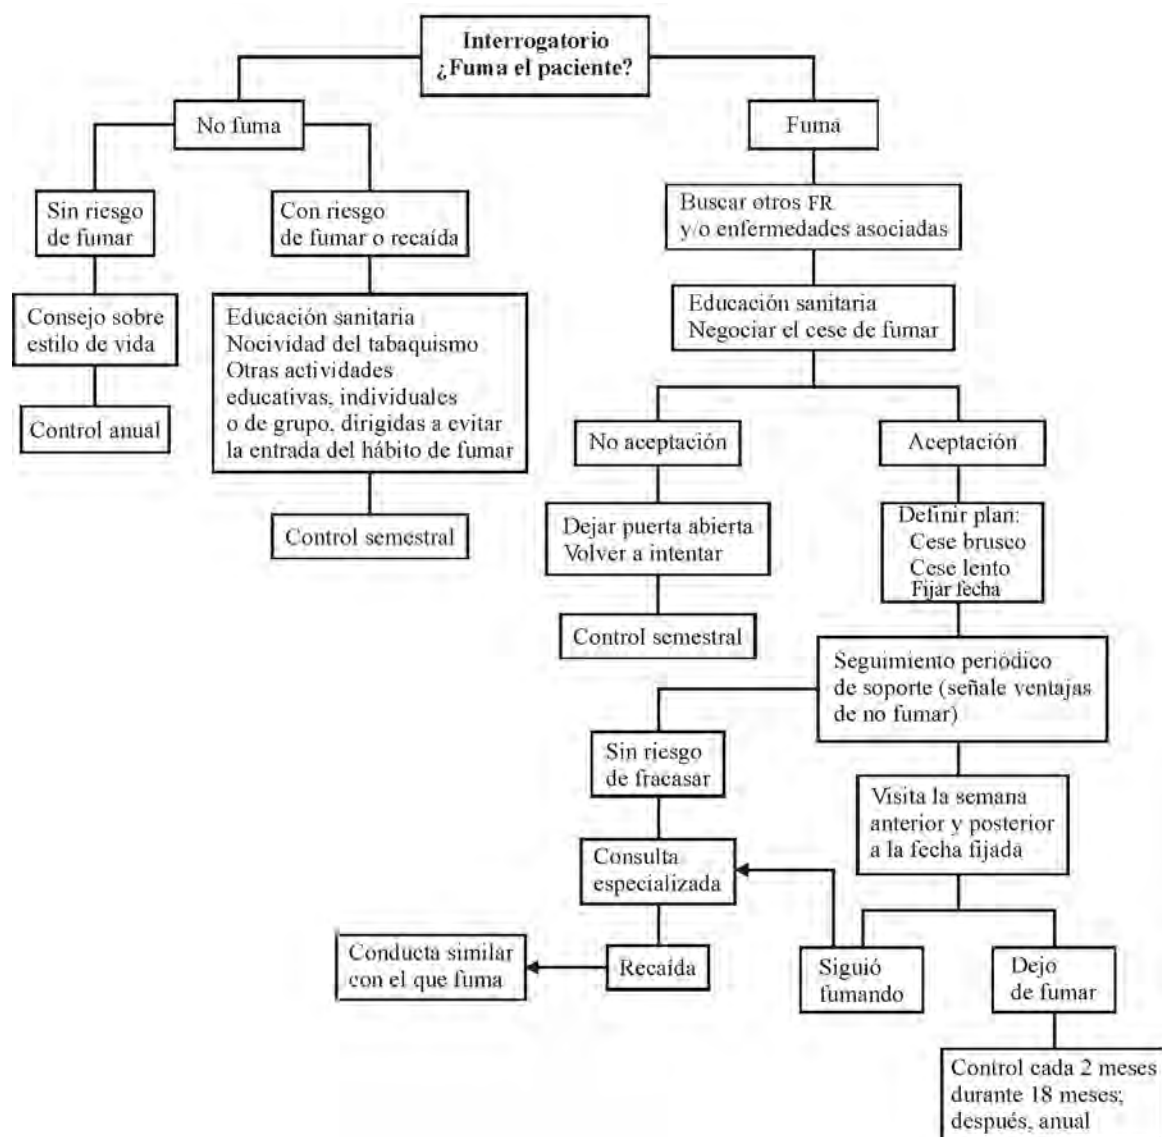 Interrogatorio
¿Fuma el paciente?
No fuma
Fuma
Sin riesgo
de fumar
Con riesgo
de fumar o recaída
Buscar otros FR
y/o enfermedades asociadas
Consejo sobre
estilo de vida
Educación sanitaria
Nocividad del tabaquismo
Otras actividades
educativas, individuales
o de grupo, dirigidas a evitar
la entrada del hábito de fumar
Educación sanitaria
Negociar el cese de fumar
Control anual
Control semestral
No aceptación
Aceptación
Dejar puerta abierta
Volver a intentar
Definir plan:
Cese brusco
Cese lento
Fijar fecha
Control semestral
Seguimiento periódico
de soporte (señale ventajas
de no fumar)
Sin riesgo
de fracasar
Visita la semana
anterior y posterior
a la fecha fijada
Consulta
especializada
Conducta similar
con el que fuma
Recaída
Siguió
fumando
Dejo
de fumar
Control cada 2 meses
durante 18 meses;
después, anual